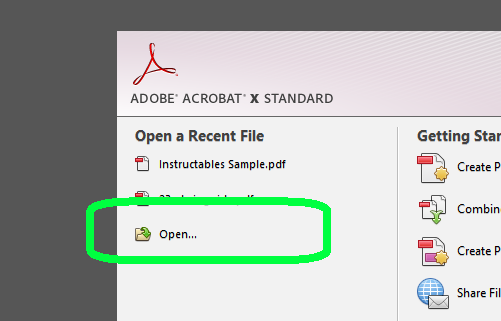 ADOBE® ACROBAT® X STANDARD
Open a Recent File
Instructables Sample.pdf
Open...
Getting Star
Create P
Combin
Create P
Share Fil